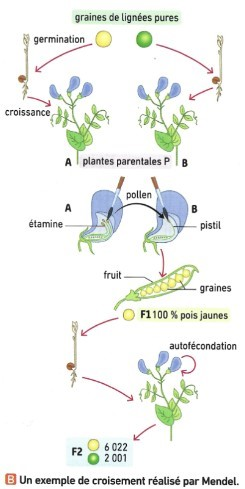 graines de lignées pures
germination
croissance
A plantes parentales P B
pollen
A B
étamine pistil
fruit
graines
F1 100 % pois jaunes
autofécondation
F2 6 022
2 001
B Un exemple de croisement réalisé par Mendel.